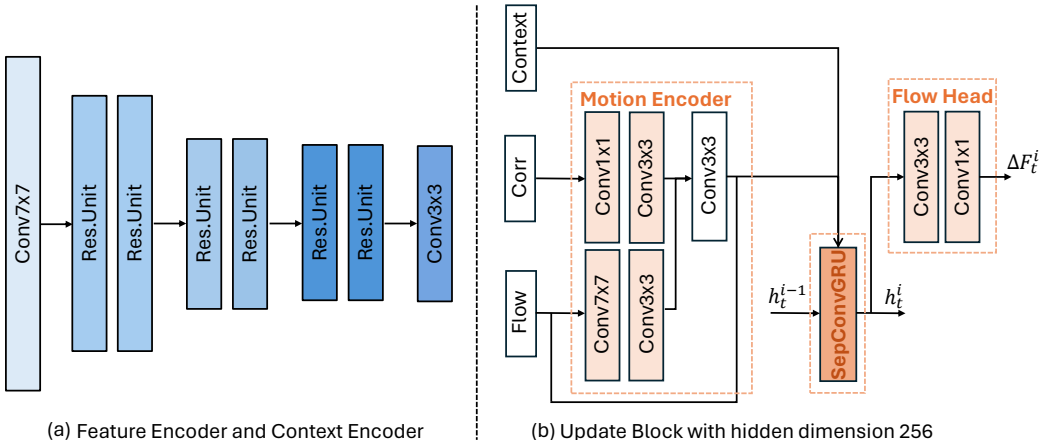 Conv7x7
Res.Unit
Res.Unit
Res.Unit
Res.Unit
Res.Unit
Res.Unit
Conv3x3
(a) Feature Encoder and Context Encoder
Context
Motion Encoder
Corr
Conv1x1
Conv3x3
Conv3x3
Flow
Conv7x7
Conv3x3
Flow Head
Conv3x3
Conv1x1
ΔF_t^i
h_t^{i-1}
SepConvGRU
h_t^i
(b) Update Block with hidden dimension 256